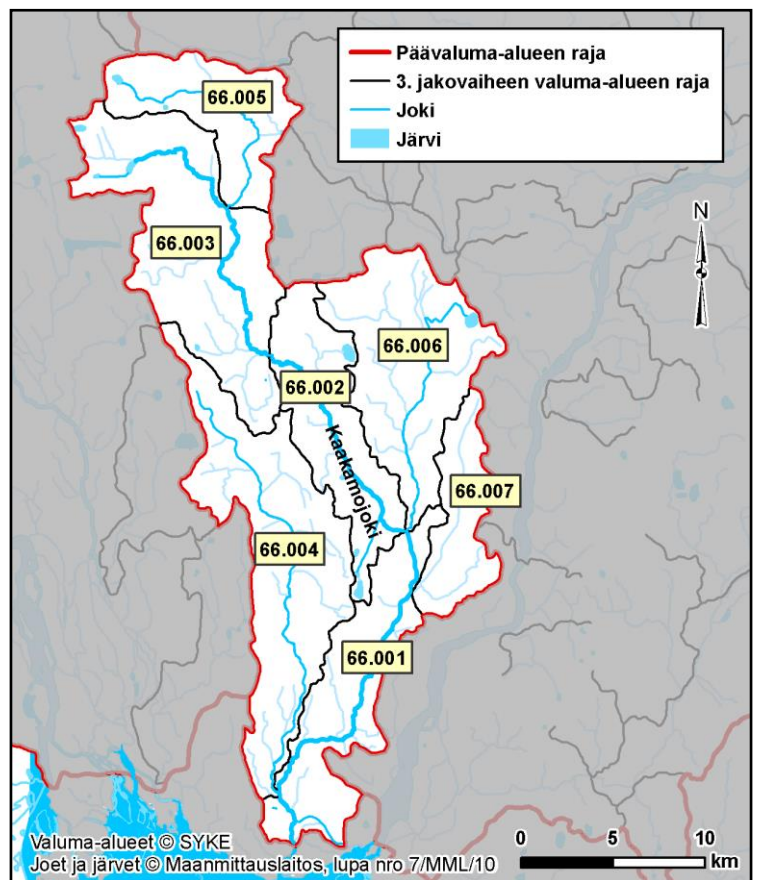 Päävaluma-alueen raja
3. jakovaiheen valuma-alueen raja
Joki
Järvi
N
66.005
66.003
66.006
66.002
Kaakamojoki
66.007
66.004
66.001
Valuma-alueet © SYKE
Joet ja järvet © Maanmittauslaitos, lupa nro 7/MML/10
0 5 10
km